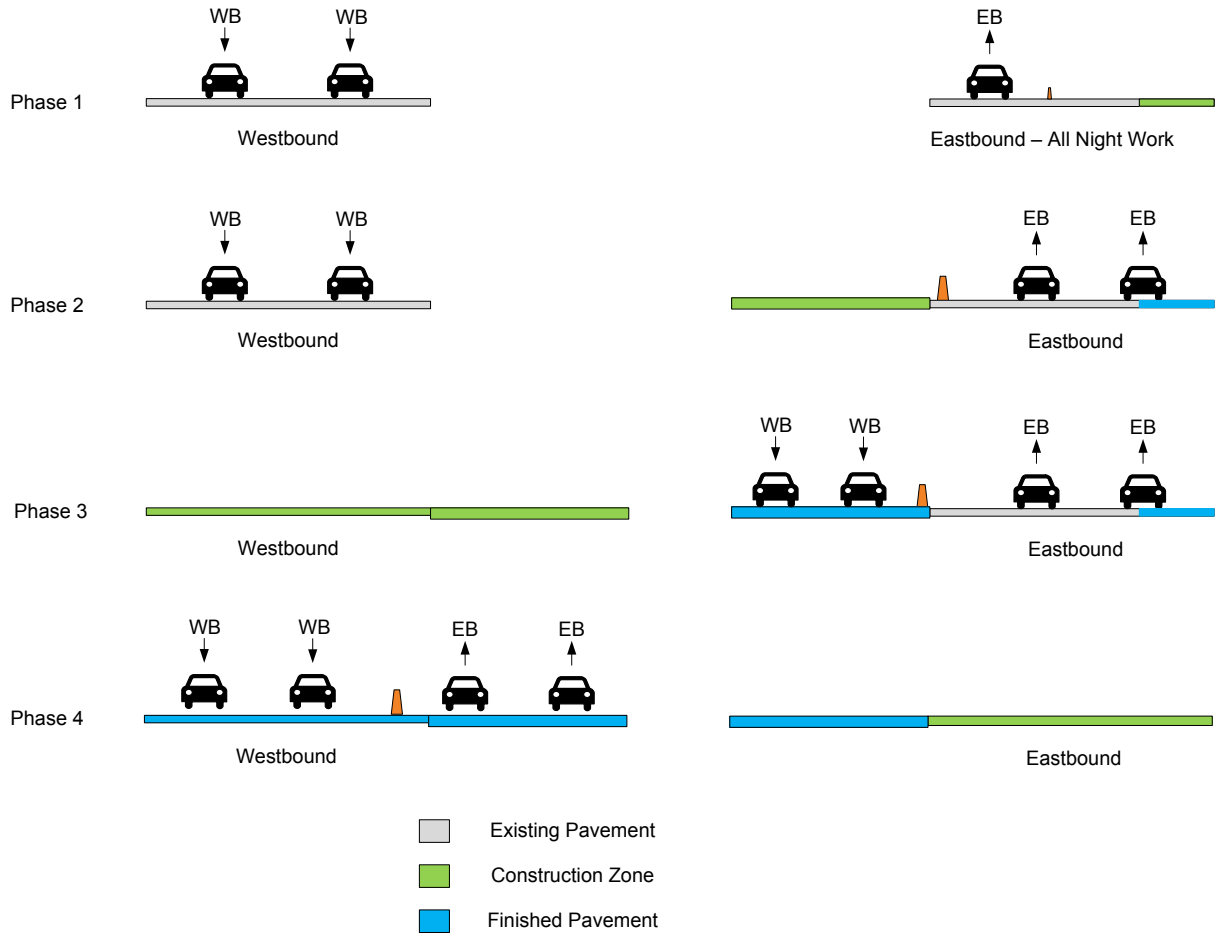 WB WB EB
Phase 1
Westbound Eastbound – All Night Work
WB WB EB EB
Phase 2
Westbound Eastbound
WB WB EB EB
Phase 3
Westbound Eastbound
WB WB EB EB
Phase 4
Westbound Eastbound
Existing Pavement
Construction Zone
Finished Pavement